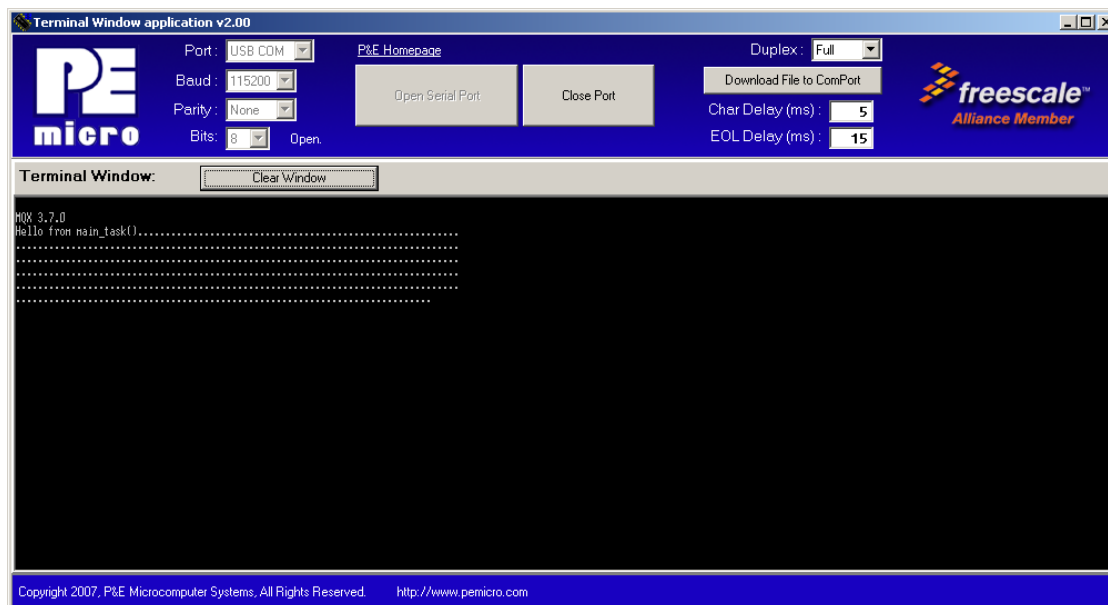 Terminal Window application v2.00
PE micro
Port: USB COM
Baud: 115200
Parity: None
Bits: 8
Open.
P&E Homepage
Open Serial Port
Close Port
Duplex: Full
Download File to ComPort
Char Delay (ms): 5
EOL Delay (ms): 15
freescale™
Alliance Member
Terminal Window:
Clear Window
MQX 3.7.0
Hello from main_task()..........................................................
................................................................................
................................................................................
................................................................................
................................................................................
...........................................................................
Copyright 2007, P&E Microcomputer Systems, All Rights Reserved. http://www.pemicro.com